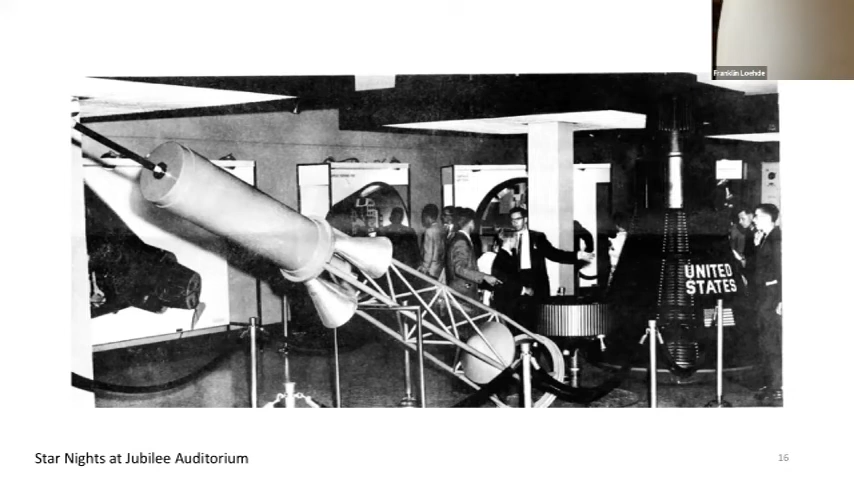 Franklin Loehde
UNITED
STATES
Star Nights at Jubilee Auditorium
16